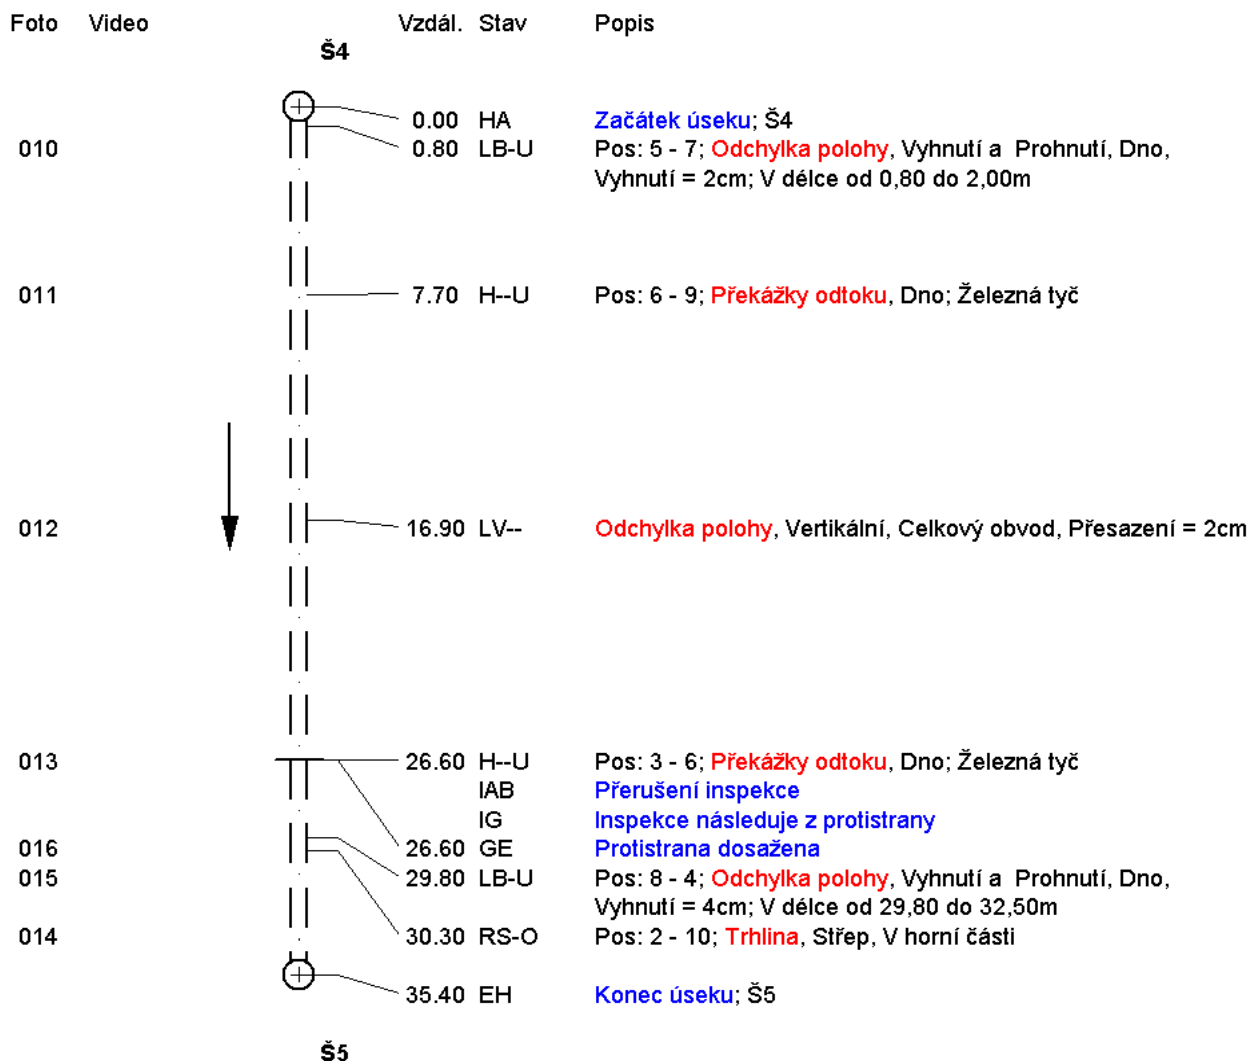 Foto Video Vzdál. Stav Popis
Š4
0.00 HA Začátek úseku; Š4
010 0.80 LB-U Pos: 5 - 7; Odchylka polohy, Vyhnutí a Prohnutí, Dno,
Vyhnutí = 2cm; V délce od 0,80 do 2,00m
011 7.70 H--U Pos: 6 - 9; Překážky odtoku, Dno; Železná tyč
012 16.90 LV-- Odchylka polohy, Vertikální, Celkový obvod, Přesazení = 2cm
013 26.60 H--U Pos: 3 - 6; Překážky odtoku, Dno; Železná tyč
IAB Přerušení inspekce
IG Inspekce následuje z protistrany
016 26.60 GE Protistrana dosažena
015 29.80 LB-U Pos: 8 - 4; Odchylka polohy, Vyhnutí a Prohnutí, Dno,
Vyhnutí = 4cm; V délce od 29,80 do 32,50m
014 30.30 RS-O Pos: 2 - 10; Trhlina, Střep, V horní části
35.40 EH Konec úseku; Š5
Š5